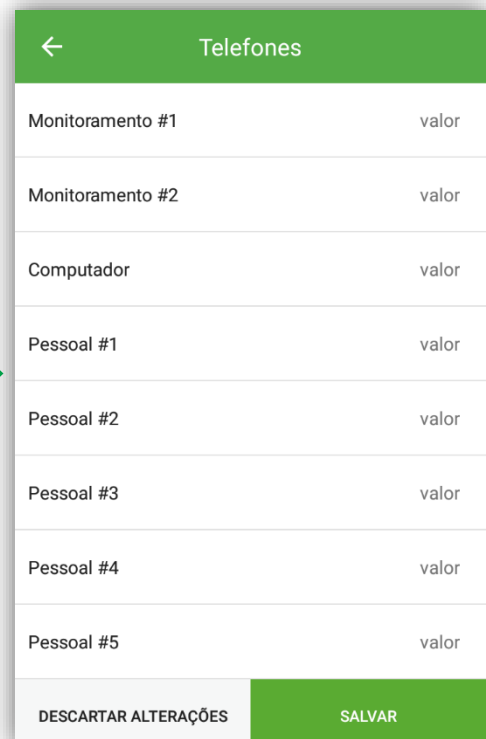 Telefones
Monitoramento #1 valor
Monitoramento #2 valor
Computador valor
Pessoal #1 valor
Pessoal #2 valor
Pessoal #3 valor
Pessoal #4 valor
Pessoal #5 valor
DESCARTAR ALTERAÇÕES SALVAR